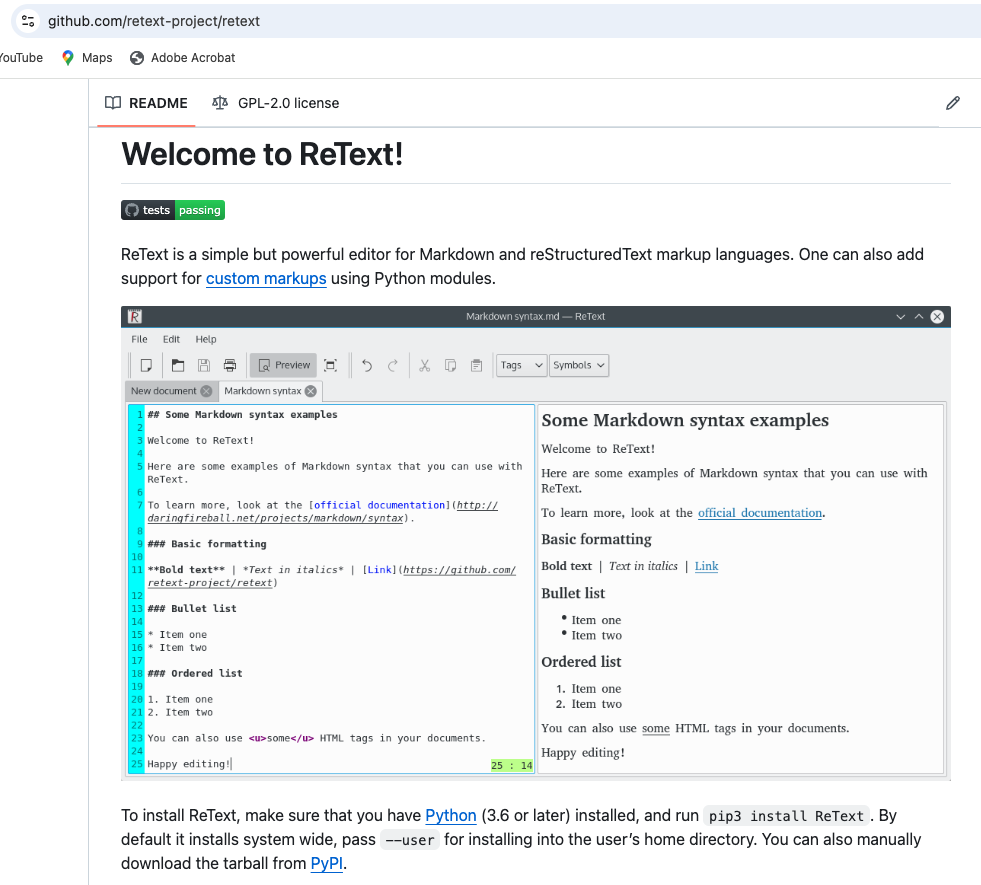 github.com/retext-project/retext
YouTube Maps Adobe Acrobat
README GPL-2.0 license
Welcome to ReText!
tests passing
ReText is a simple but powerful editor for Markdown and reStructuredText markup languages. One can also add
support for custom markups using Python modules.
R Markdown syntax.md — ReText
File Edit Help
Preview Tags Symbols
New document Markdown syntax
1 ## Some Markdown syntax examples
2
3 Welcome to ReText!
4
5 Here are some examples of Markdown syntax that you can use with
ReText.
6
7 To learn more, look at the [official documentation](http://
daringfireball.net/projects/markdown/syntax).
8
9 ### Basic formatting
10
11 **Bold text** | *Text in italics* | [Link](https://github.com/
retext-project/retext)
12
13 ### Bullet list
14
15 * Item one
16 * Item two
17
18 ### Ordered list
19
20 1. Item one
21 2. Item two
22
23 You can also use <u>some</u> HTML tags in your documents.
24
25 Happy editing!
25 : 14
Some Markdown syntax examples
Welcome to ReText!
Here are some examples of Markdown syntax that you can use with
ReText.
To learn more, look at the official documentation.
Basic formatting
Bold text | Text in italics | Link
Bullet list
• Item one
• Item two
Ordered list
1. Item one
2. Item two
You can also use some HTML tags in your documents.
Happy editing!
To install ReText, make sure that you have Python (3.6 or later) installed, and run pip3 install ReText . By
default it installs system wide, pass --user for installing into the user’s home directory. You can also manually
download the tarball from PyPI.